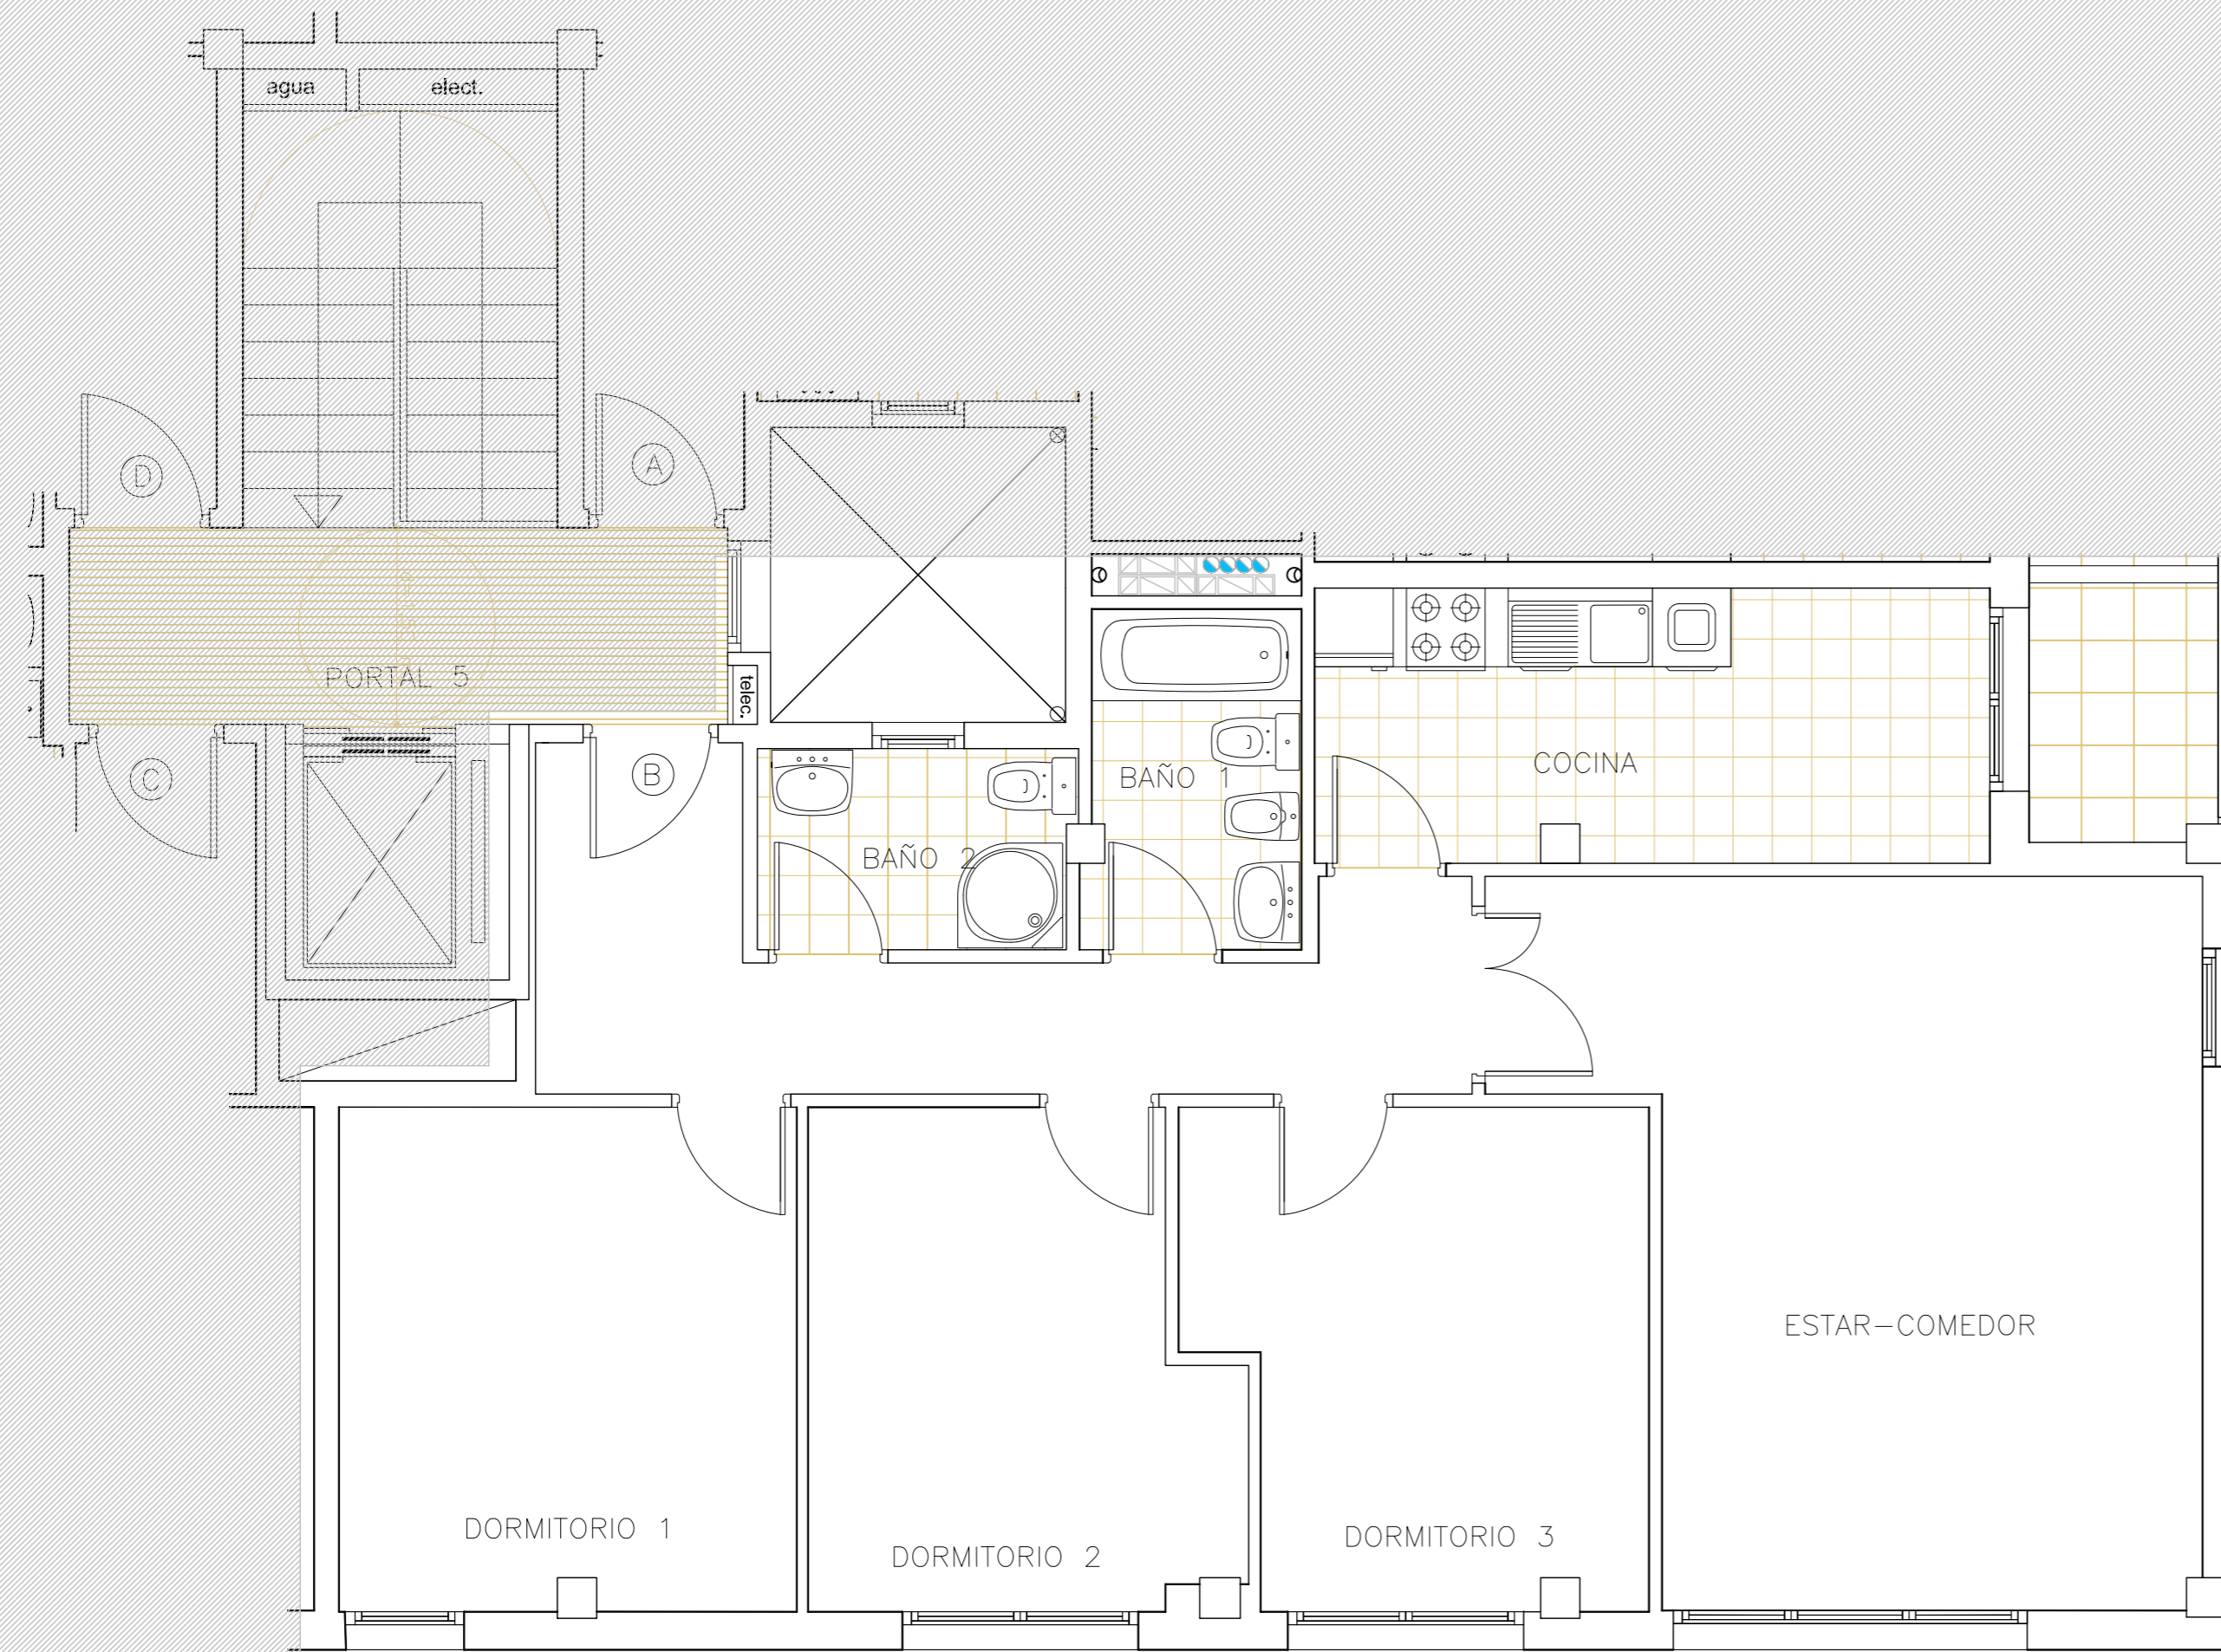 agua
elect.
D
A
PORTAL 5
telec.
C
B
BAÑO 2
BAÑO 1
COCINA
ESTAR-COMEDOR
DORMITORIO 1
DORMITORIO 2
DORMITORIO 3